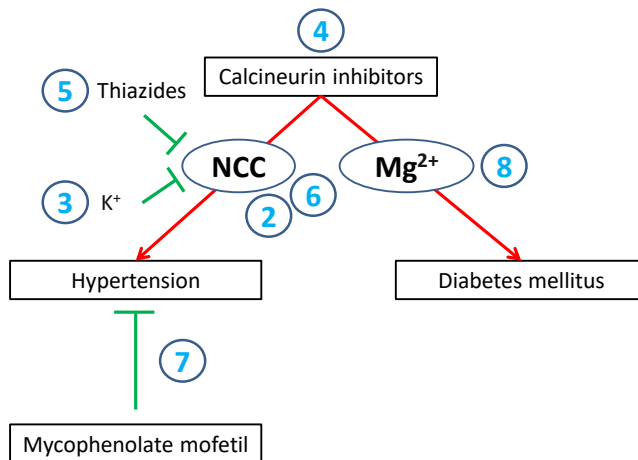 4
Calcineurin inhibitors
5 Thiazides
NCC
Mg²⁺
8
3 K⁺
6
2
Hypertension
Diabetes mellitus
7
Mycophenolate mofetil